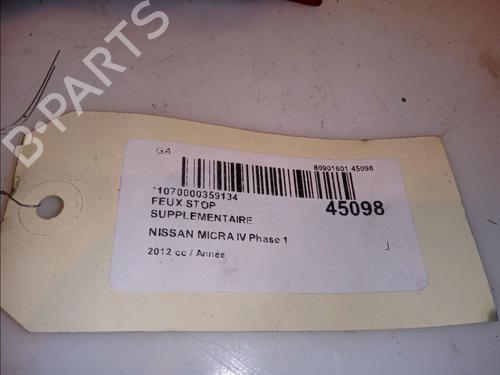 B-PARTS
GA
80901601 45098
*1070000359134
45098
FEUX STOP
SUPPLEMENTAIRE
NISSAN MICRA IV Phase 1
2012 cc / Année